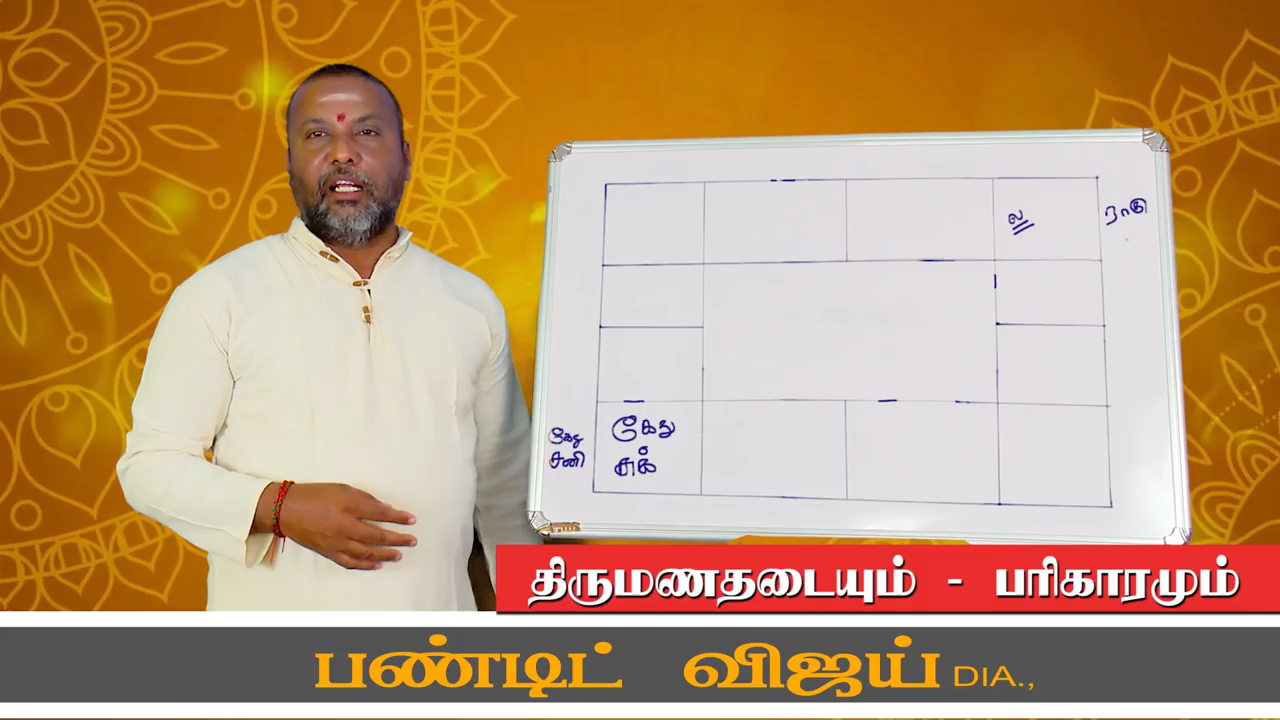 ல
ராகு
கேது
சனி
கேது
சுக்
திருமணதடையும் - பரிகாரமும்
பண்டிட் விஜய் DIA.,